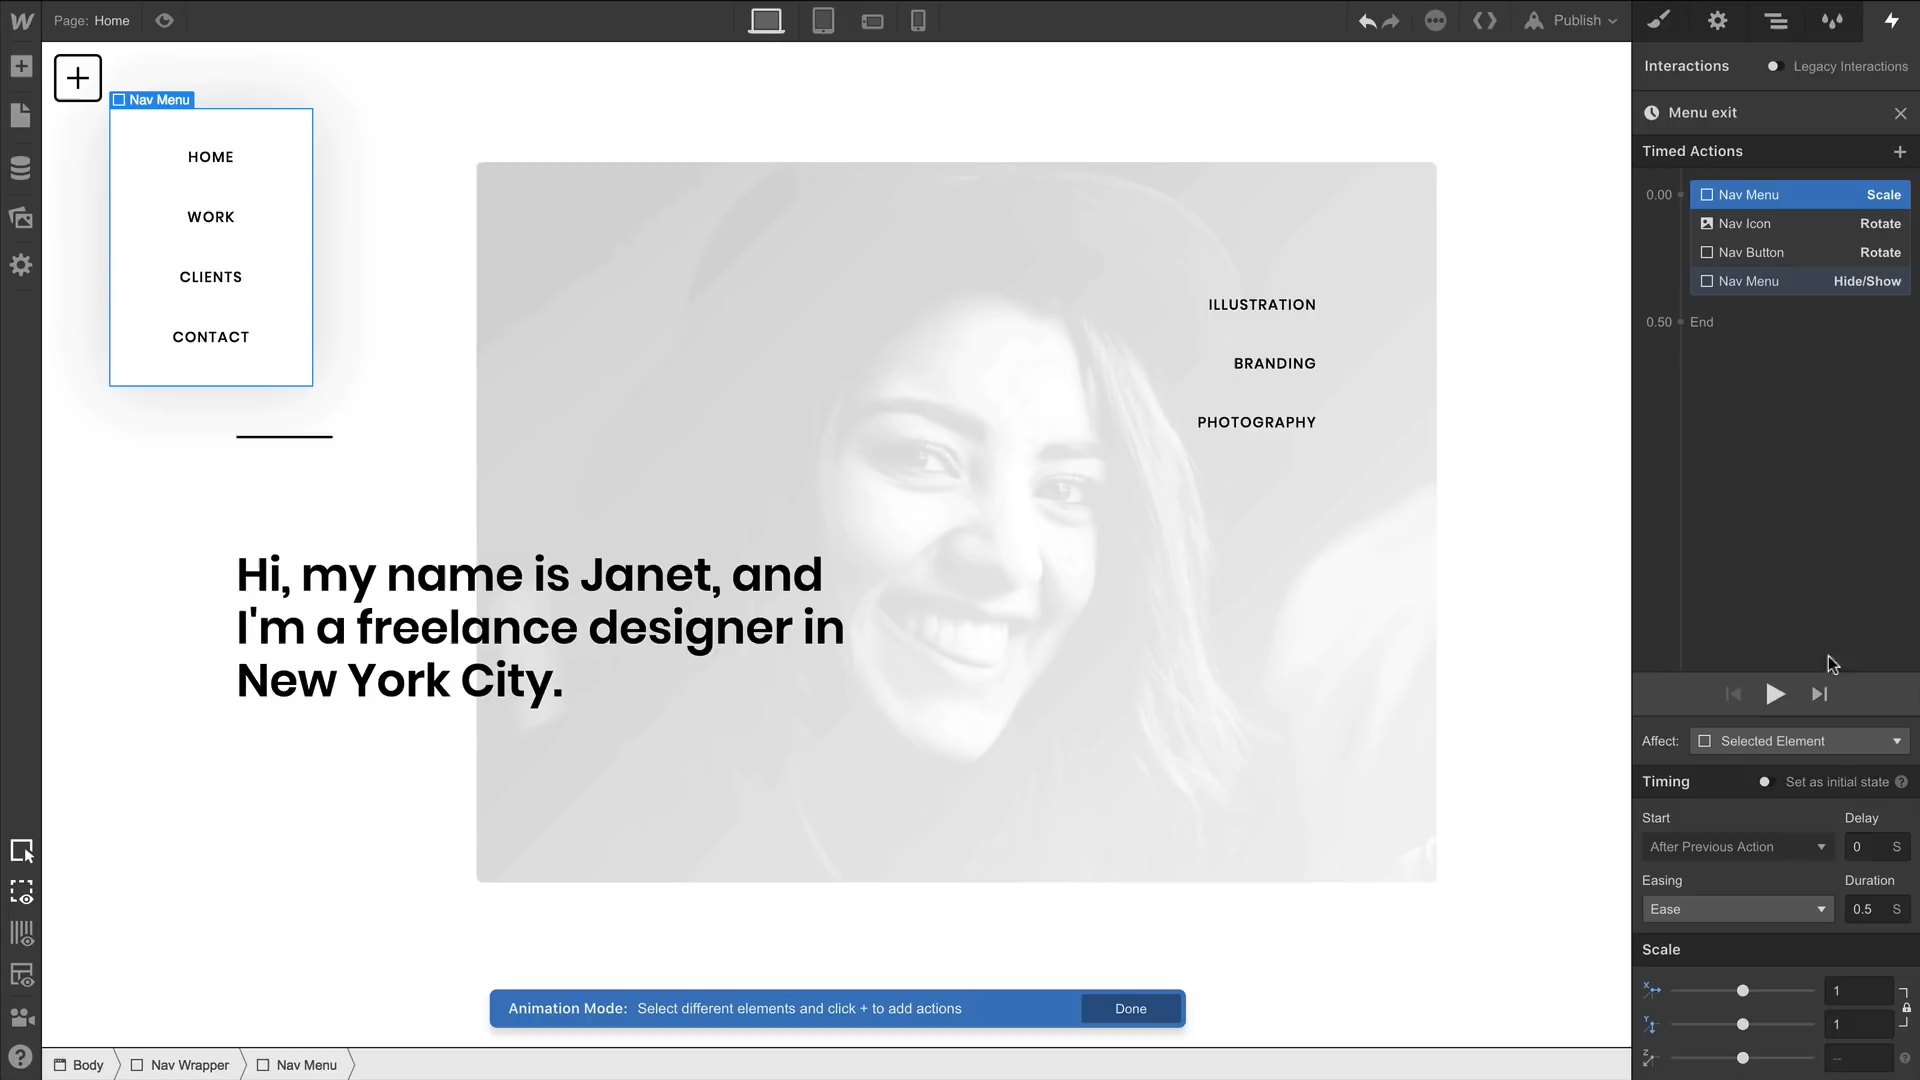 Page: Home
Publish
Interactions
Legacy Interactions
Nav Menu
Menu exit
Timed Actions
HOME
WORK
CLIENTS
CONTACT
ILLUSTRATION
BRANDING
PHOTOGRAPHY
0.00
Nav Menu Scale
Nav Icon Rotate
Nav Button Rotate
Nav Menu Hide/Show
0.50 End
Hi, my name is Janet, and
I'm a freelance designer in
New York City.
Affect: Selected Element
Timing Set as initial state ?
Start Delay
After Previous Action 0 S
Easing Duration
Ease 0.5 S
Scale
X 1
Y 1
Z –
Animation Mode: Select different elements and click + to add actions
Done
Body Nav Wrapper Nav Menu